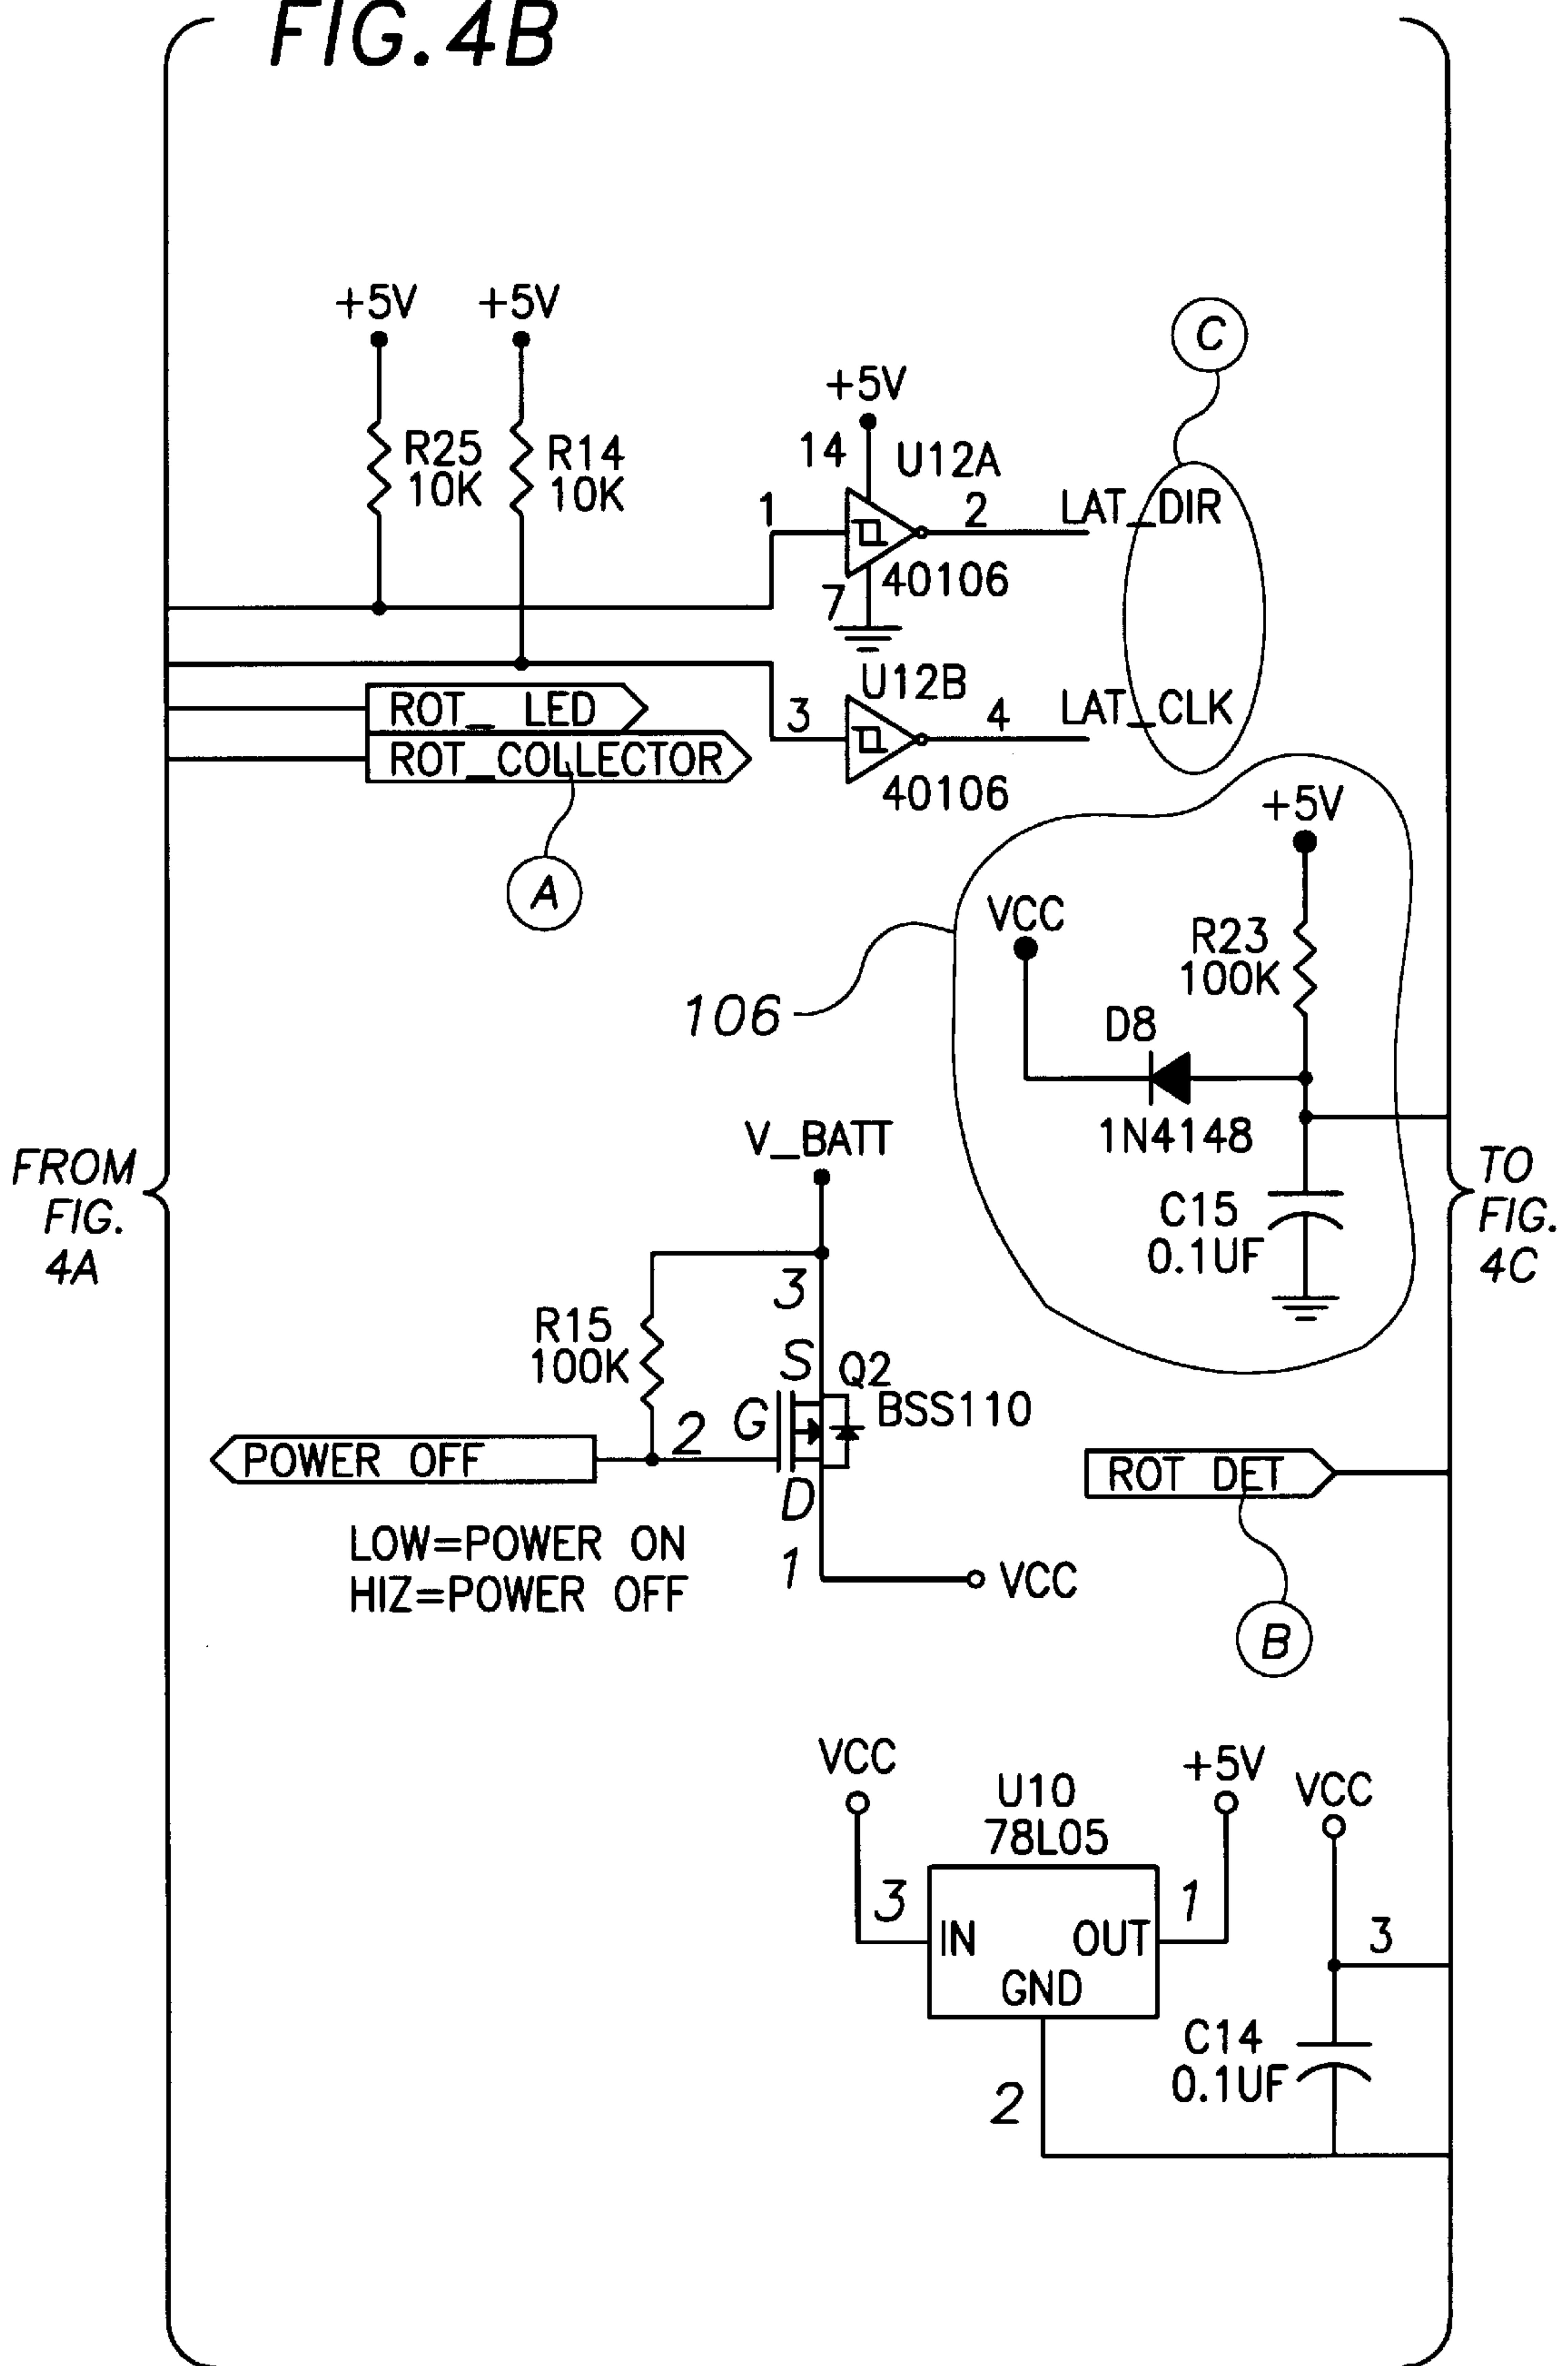 FIG.4B
+5V +5V
C
+5V
14 U12A
R25 R14
10K 10K
1 2 LAT_DIR
40106
7
U12B
ROT_ LED
3 4 LAT_CLK
ROT_COLLECTOR
40106
+5V
A
VCC
R23
100K
106
D8
1N4148
V_BATT
FROM
FIG.
4A
TO
FIG.
4C
C15
0.1UF
3
R15
100K
S Q2
G BSS110
2
POWER OFF
ROT DET
D
LOW=POWER ON
HIZ=POWER OFF
1 VCC
B
VCC +5V
U10 VCC
78L05
3 1
IN OUT 3
GND
C14
0.1UF
2